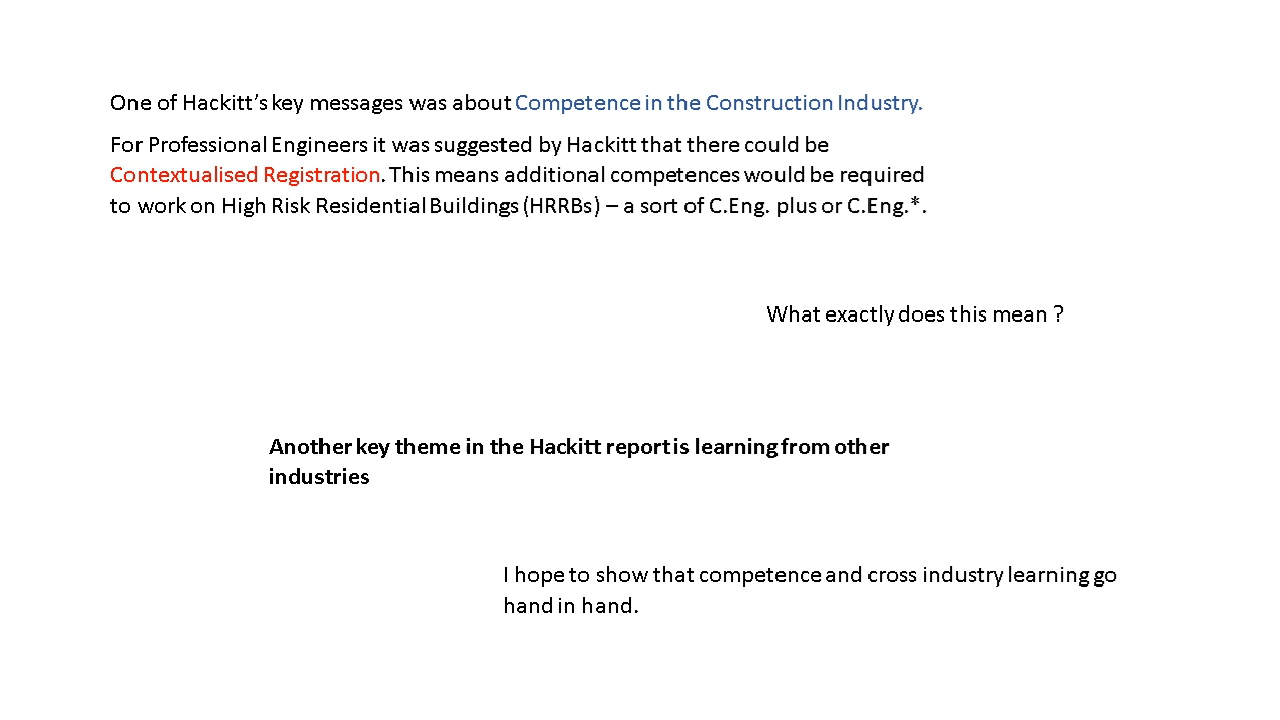 One of Hackitt's key messages was about Competence in the Construction Industry.
For Professional Engineers it was suggested by Hackitt that there could be
Contextualised Registration. This means additional competences would be required
to work on High Risk Residential Buildings (HRRBs) – a sort of C.Eng. plus or C.Eng.*.
What exactly does this mean ?
Another key theme in the Hackitt report is learning from other
industries
I hope to show that competence and cross industry learning go
hand in hand.